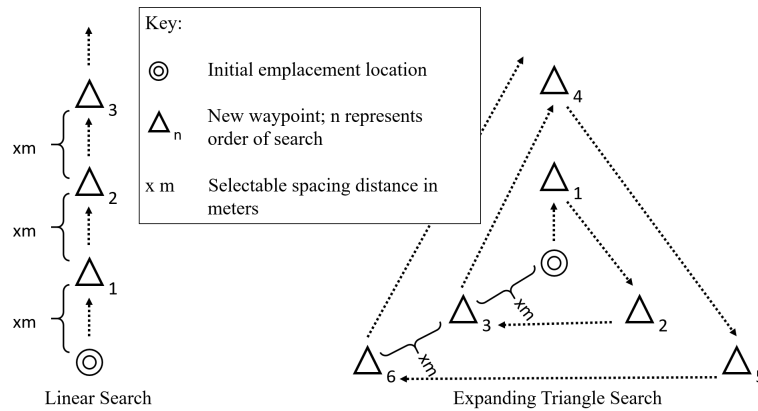 Key:
Initial emplacement location
New waypoint; n represents
order of search
n
x m
Selectable spacing distance in
meters
3
xm
2
xm
1
xm
Linear Search
4
1
xm
3
2
xm
6
5
Expanding Triangle Search